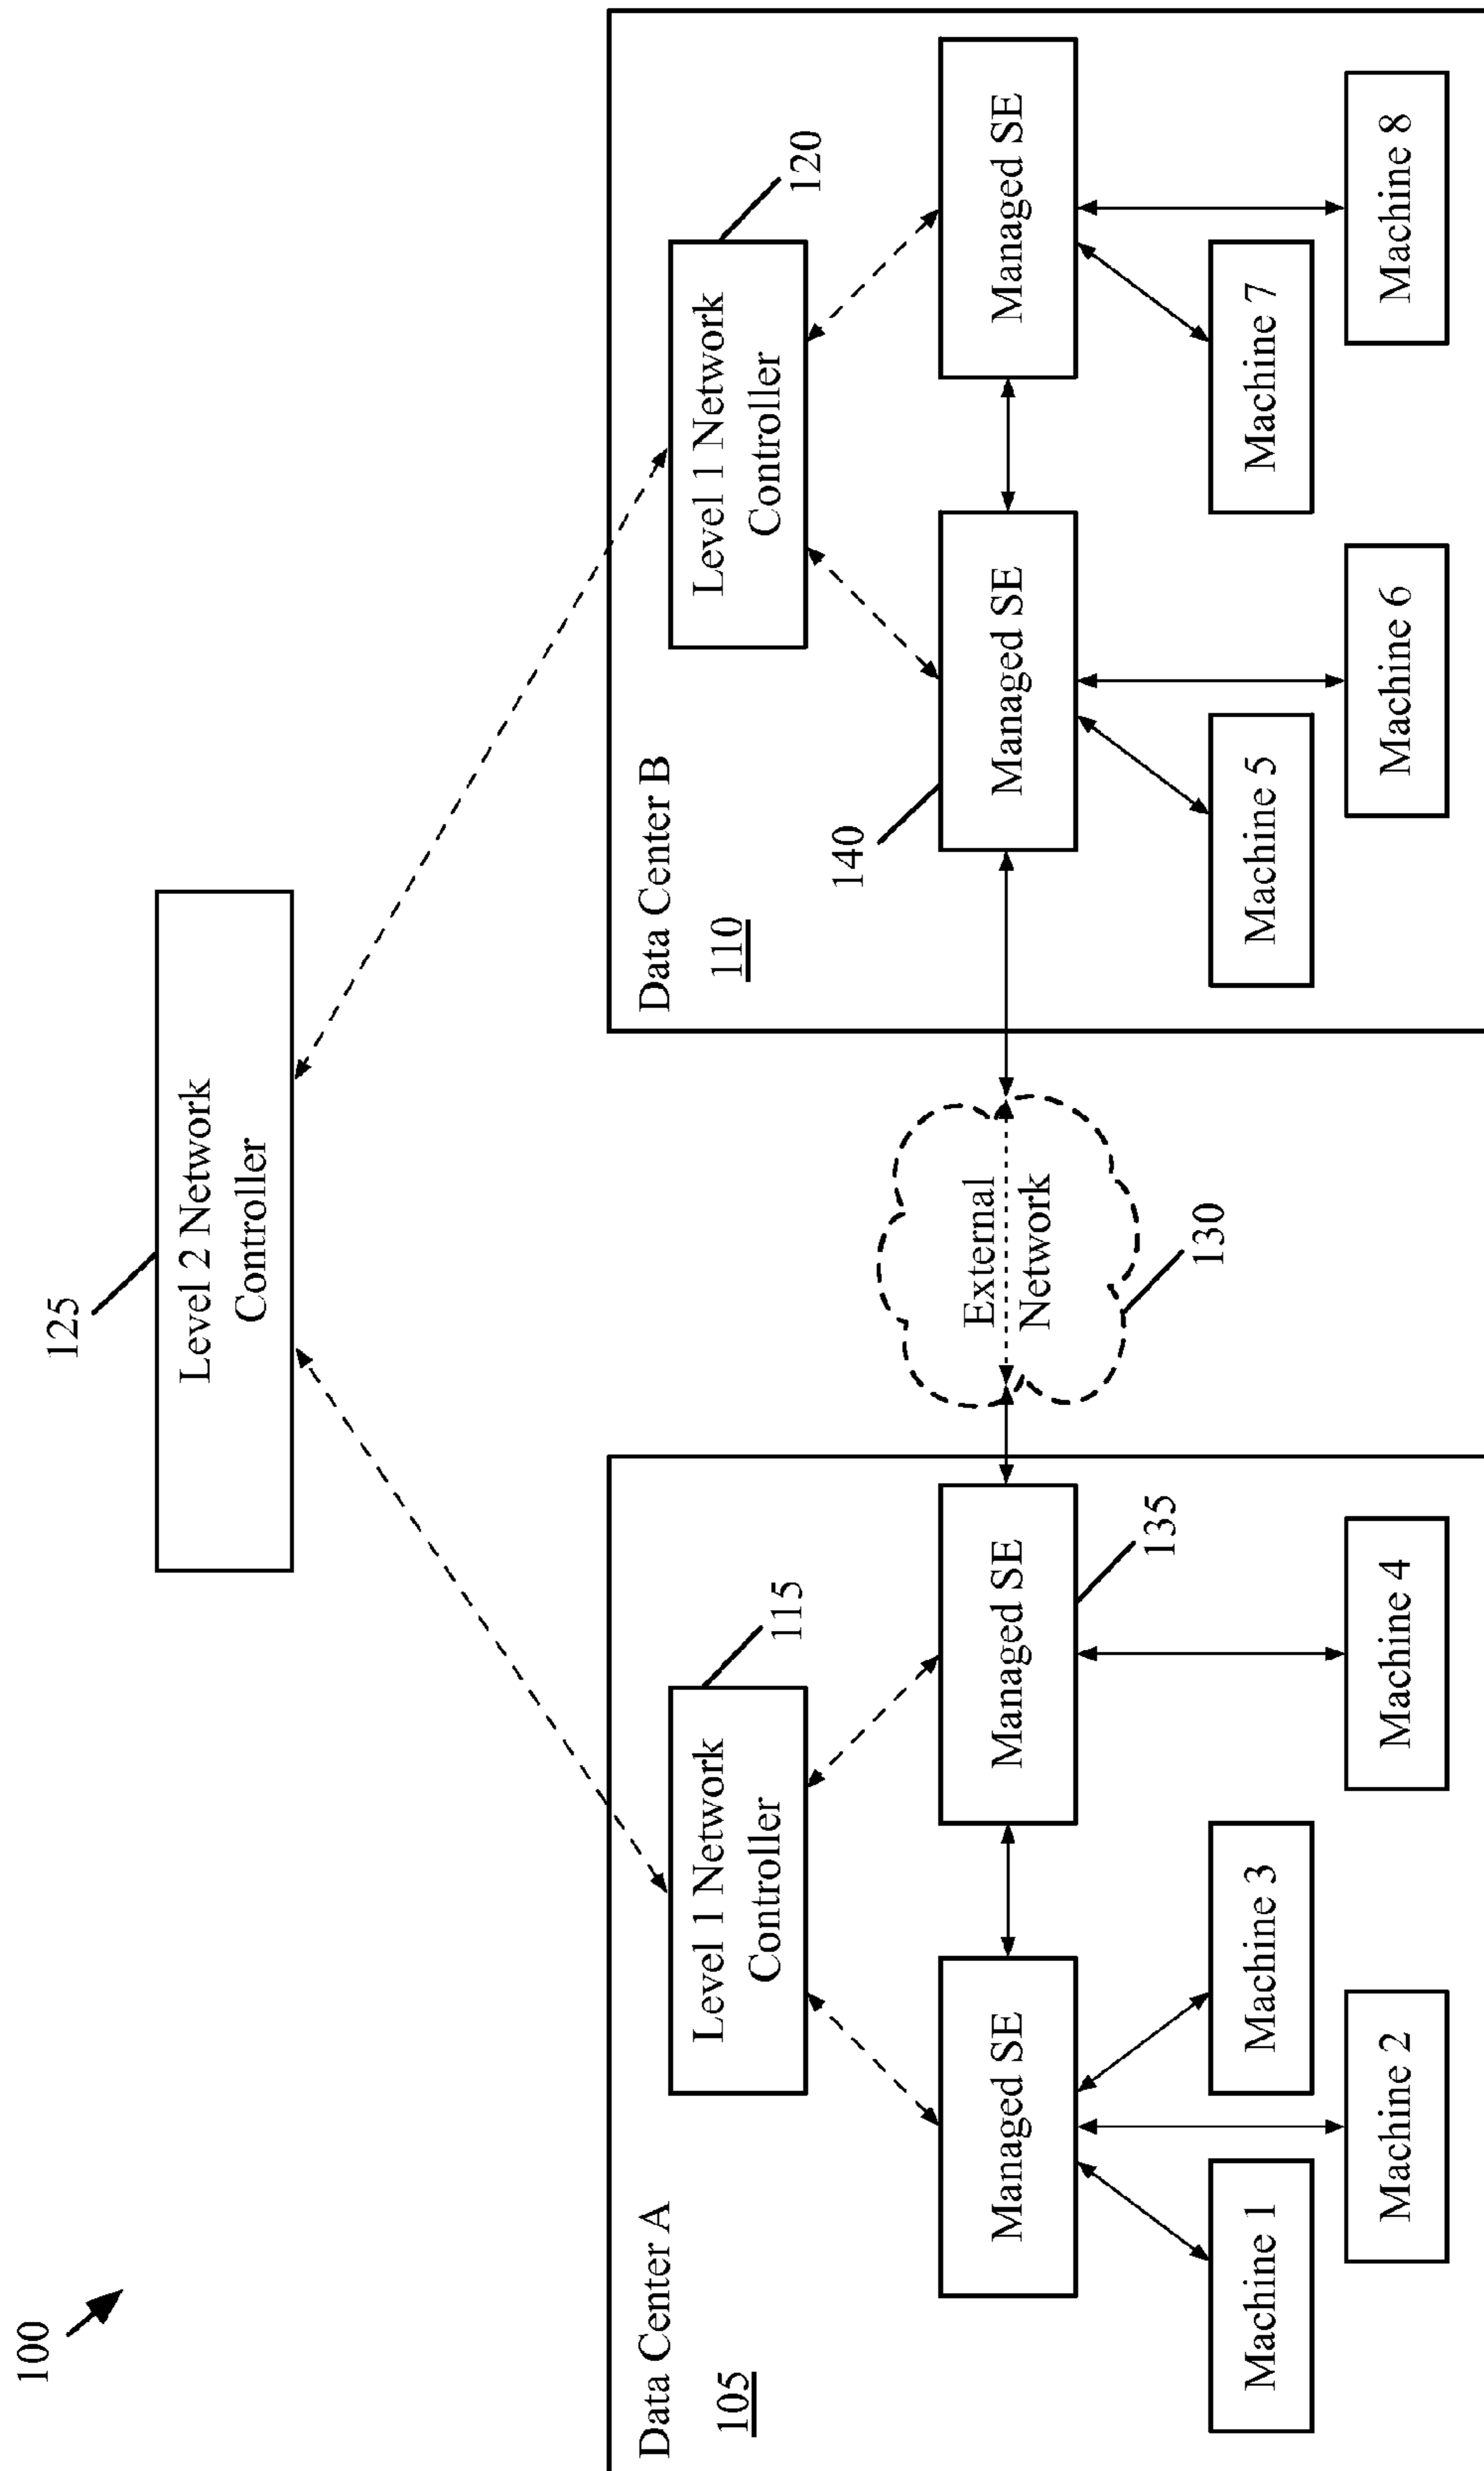 100
125
Level 2 Network
Controller
Data Center A
105
115
Level 1 Network
Controller
Managed SE
Managed SE
135
Machine 1
Machine 2
Machine 3
Machine 4
External
Network
130
Data Center B
110
120
Level 1 Network
Controller
140
Managed SE
Managed SE
Machine 5
Machine 6
Machine 7
Machine 8